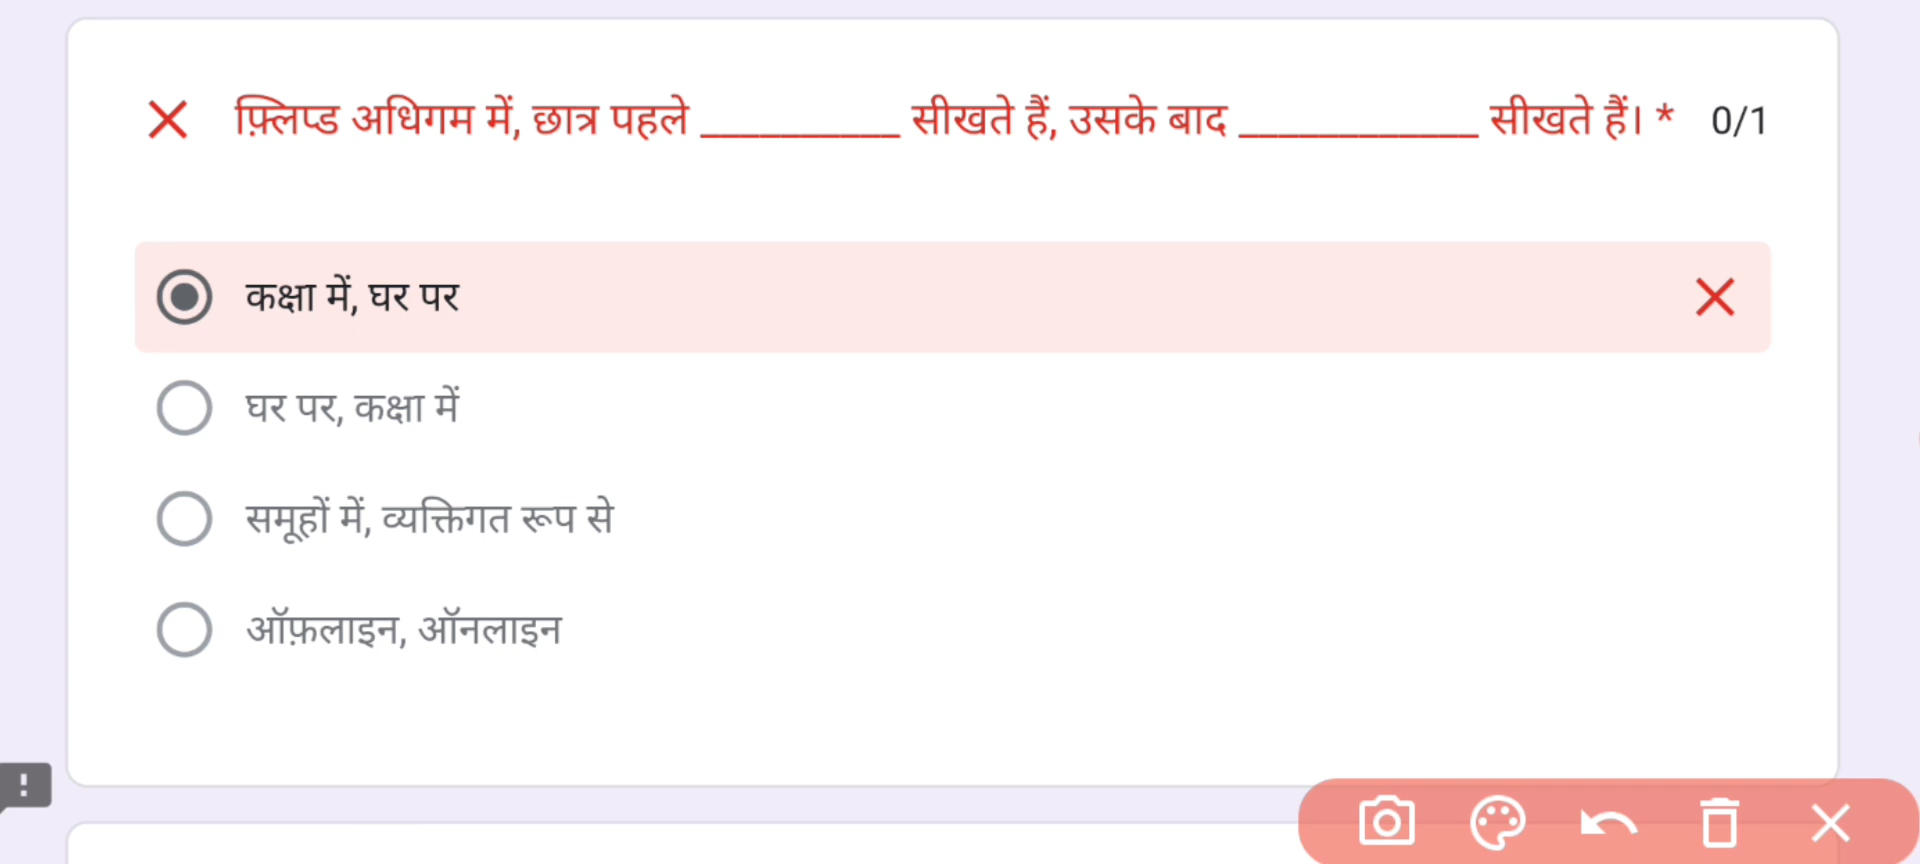 फ़्लिप्ड अधिगम में, छात्र पहले __________ सीखते हैं, उसके बाद ____________ सीखते हैं। * 0/1
कक्षा में, घर पर
घर पर, कक्षा में
समूहों में, व्यक्तिगत रूप से
ऑफ़लाइन, ऑनलाइन